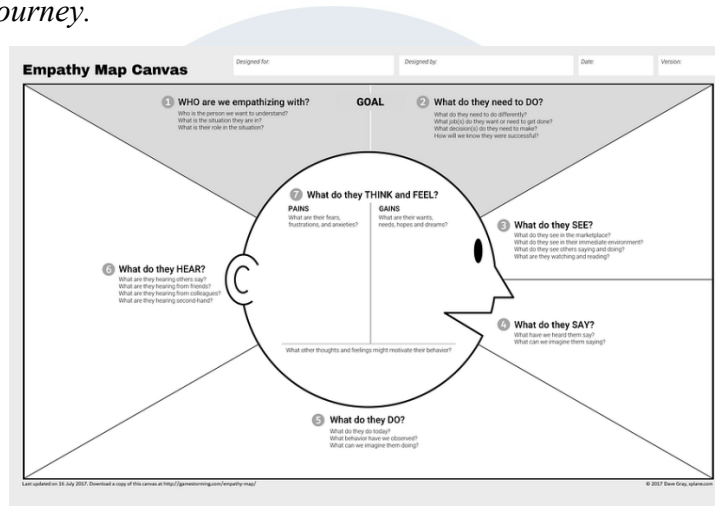 ourney.
Empathy Map Canvas
Designed for:
Designed by:
Date:
Version:
1 WHO are we empathizing with?
Who is the person we want to understand?
What is the situation they are in?
What is their role in the situation?
GOAL
2 What do they need to DO?
What do they need to do differently?
What job(s) do they want or need to get done?
What decision(s) do they need to make?
How will we know they were successful?
3 What do they SEE?
What do they see in the marketplace?
What do they see in their immediate environment?
What do they see others saying and doing?
What are they watching and reading?
4 What do they SAY?
What have we heard them say?
What can we imagine them saying?
5 What do they DO?
What do they do today?
What behavior have we observed?
What can we imagine them doing?
6 What do they HEAR?
What are they hearing others say?
What are they hearing from friends?
What are they hearing from colleagues?
What are they hearing second-hand?
7 What do they THINK and FEEL?
PAINS
What are their fears,
frustrations, and anxieties?
GAINS
What are their wants,
needs, hopes and dreams?
What other thoughts and feelings might motivate their behavior?
Last updated on 16 July 2017. Download a copy of this canvas at http://gamestorming.com/empathy-map/
© 2017 Dave Gray, xplane.com